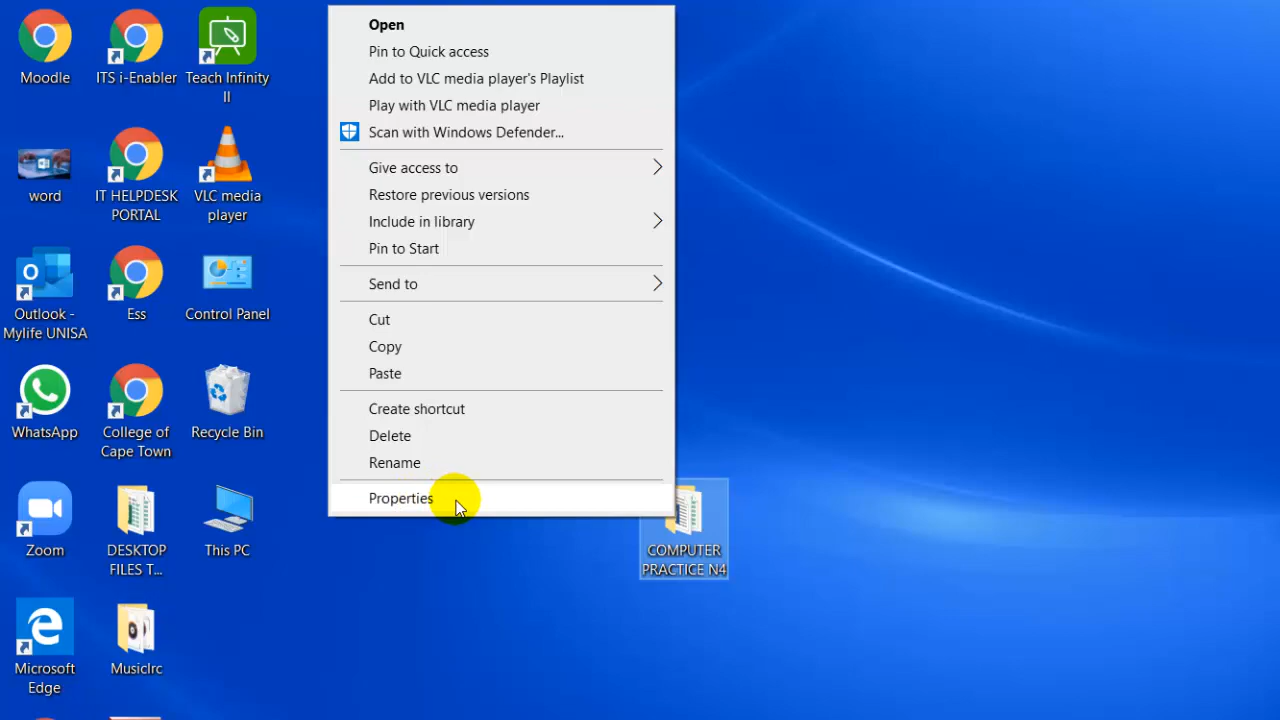 Moodle
ITS i-Enabler
Teach Infinity
II
word
IT HELPDESK
PORTAL
VLC media
player
Outlook -
Mylife UNISA
Ess
Control Panel
WhatsApp
College of
Cape Town
Recycle Bin
Zoom
DESKTOP
FILES T...
This PC
Microsoft
Edge
MusicIrc
Open
Pin to Quick access
Add to VLC media player's Playlist
Play with VLC media player
Scan with Windows Defender...
Give access to
Restore previous versions
Include in library
Pin to Start
Send to
Cut
Copy
Paste
Create shortcut
Delete
Rename
Properties
COMPUTER
PRACTICE N4